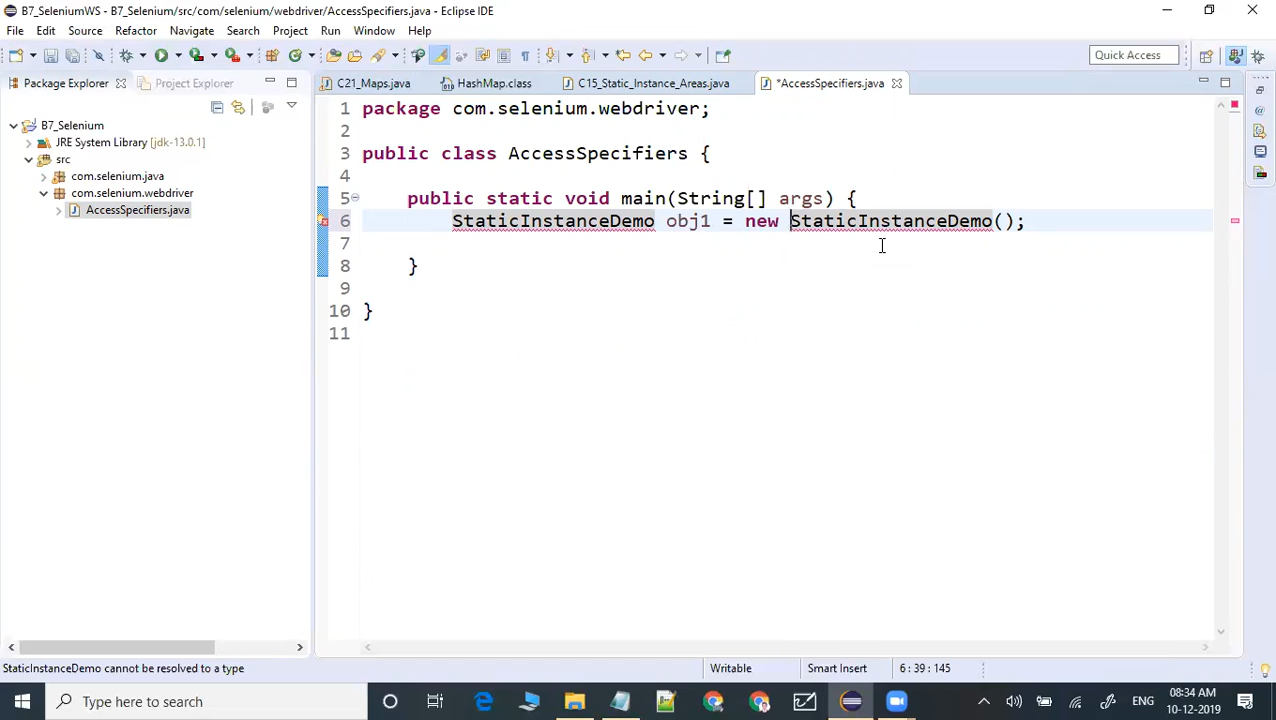 B7_SeleniumWS - B7_Selenium/src/com/selenium/webdriver/AccessSpecifiers.java - Eclipse IDE
File Edit Source Refactor Navigate Search Project Run Window Help
Quick Access
Package Explorer Project Explorer
C21_Maps.java HashMap.class C15_Static_Instance_Areas.java *AccessSpecifiers.java
B7_Selenium
JRE System Library [jdk-13.0.1]
src
com.selenium.java
com.selenium.webdriver
AccessSpecifiers.java
1 package com.selenium.webdriver;
2
3 public class AccessSpecifiers {
4
5 public static void main(String[] args) {
6 StaticInstanceDemo obj1 = new StaticInstanceDemo();
7
8 }
9
10 }
11
StaticInstanceDemo cannot be resolved to a type Writable Smart Insert 6 : 39 : 145
Type here to search
ENG
08:34 AM
10-12-2019